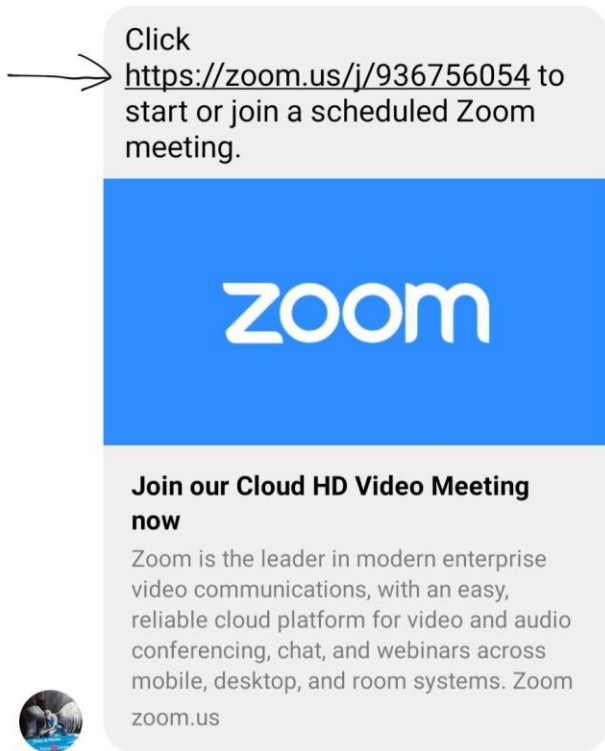 Click
https://zoom.us/j/936756054 to
start or join a scheduled Zoom
meeting.
zoom
Join our Cloud HD Video Meeting
now
Zoom is the leader in modern enterprise
video communications, with an easy,
reliable cloud platform for video and audio
conferencing, chat, and webinars across
mobile, desktop, and room systems. Zoom
zoom.us